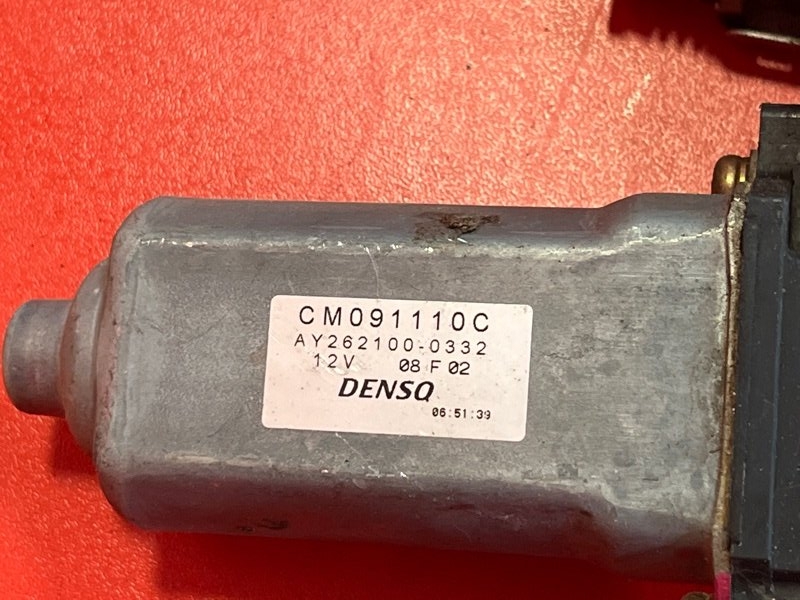 CM091110C
AY262100-0332
12V 08 F 02
DENSO
06:51:39